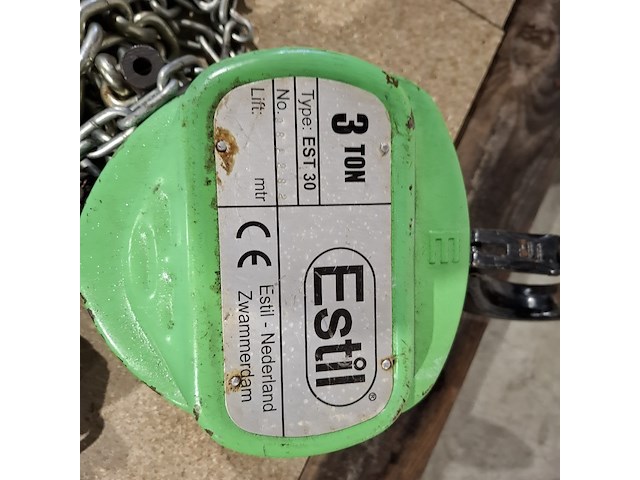 3 TON
Type: EST 30
No.
Lift: mtr
Estil®
Estil - Nederland
Zwammerdam
CE